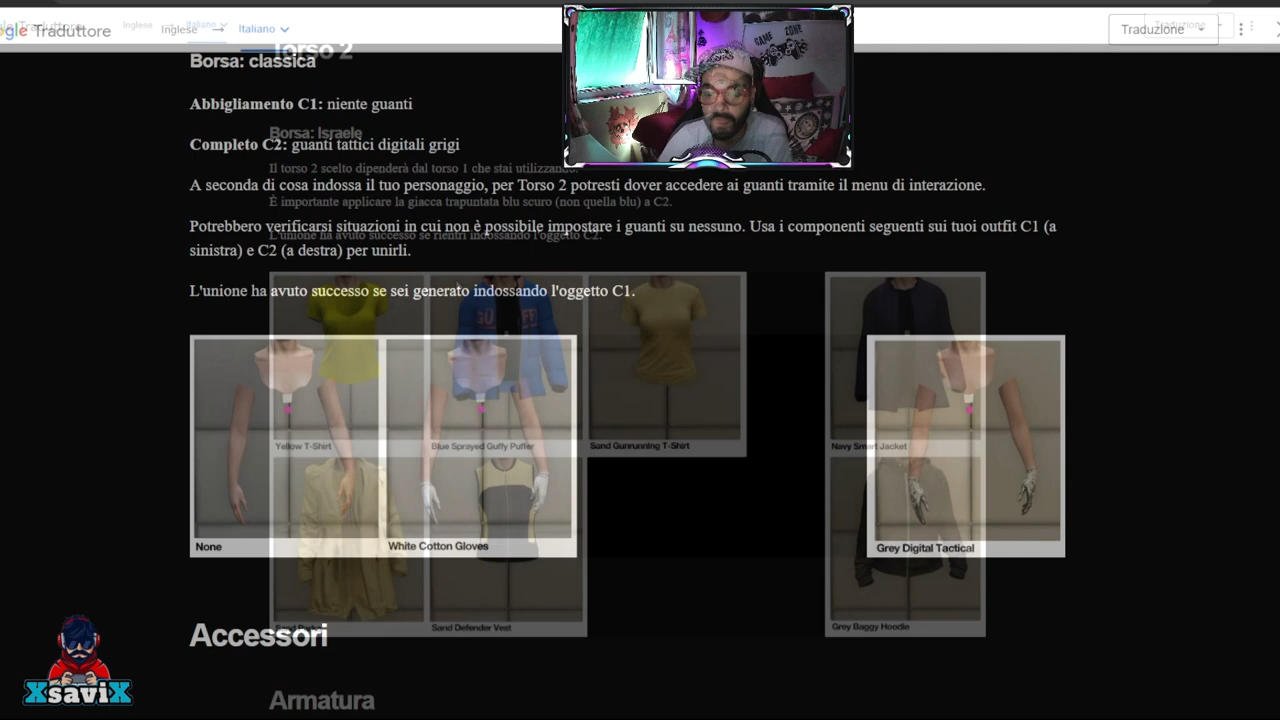 Traduttore
Inglese → Italiano
Traduzione
Torso 2
Borsa: classica
Abbigliamento C1: niente guanti
Borsa: Israele
Completo C2: guanti tattici digitali grigi
Il torso 2 scelto dipenderà dal torso 1 che stai utilizzando.
A seconda di cosa indossa il tuo personaggio, per Torso 2 potresti dover accedere ai guanti tramite il menu di interazione.
È importante applicare la giacca trapuntata blu scuro (non quella blu) a C2.
Potrebbero verificarsi situazioni in cui non è possibile impostare i guanti su nessuno. Usa i componenti seguenti sui tuoi outfit C1 (a
L'unione ha avuto successo se rientri indossando l'oggetto C2.
sinistra) e C2 (a destra) per unirli.
L'unione ha avuto successo se sei generato indossando l'oggetto C1.
GAME ZONE
Yellow T-Shirt
Blue Sprayed Guffy Puffer
Sand Gunrunning T-Shirt
Navy Smart Jacket
None
White Cotton Gloves
Grey Digital Tactical
Sand Parka
Sand Defender Vest
Grey Baggy Hoodie
Accessori
Armatura
XsaviX